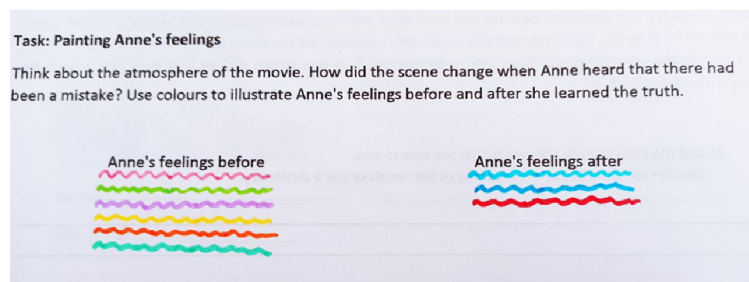 Task: Painting Anne's feelings
Think about the atmosphere of the movie. How did the scene change when Anne heard that there had
been a mistake? Use colours to illustrate Anne's feelings before and after she learned the truth.
Anne's feelings before
Anne's feelings after